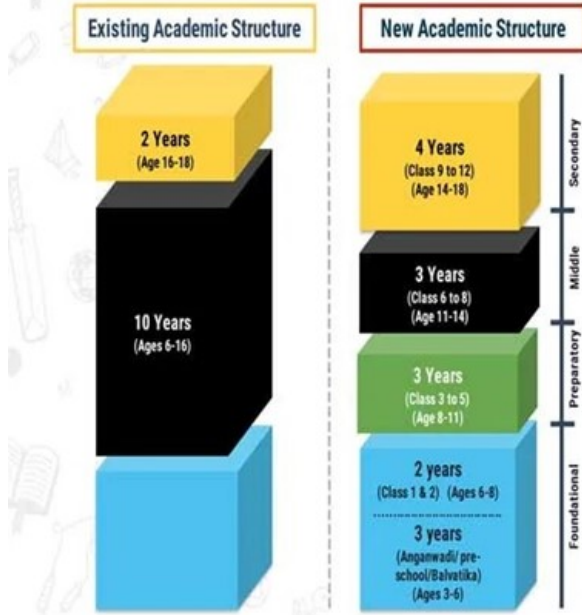 Existing Academic Structure
2 Years
(Age 16-18)
10 Years
(Ages 6-16)
New Academic Structure
4 Years
(Class 9 to 12)
(Age 14-18)
3 Years
(Class 6 to 8)
(Age 11-14)
3 Years
(Class 3 to 5)
(Age 8-11)
2 years
(Class 1 & 2) (Ages 6-8)
3 years
(Anganwadi/ pre-
school/Balvatika)
(Ages 3-6)
Secondary
Middle
Preparatory
Foundational